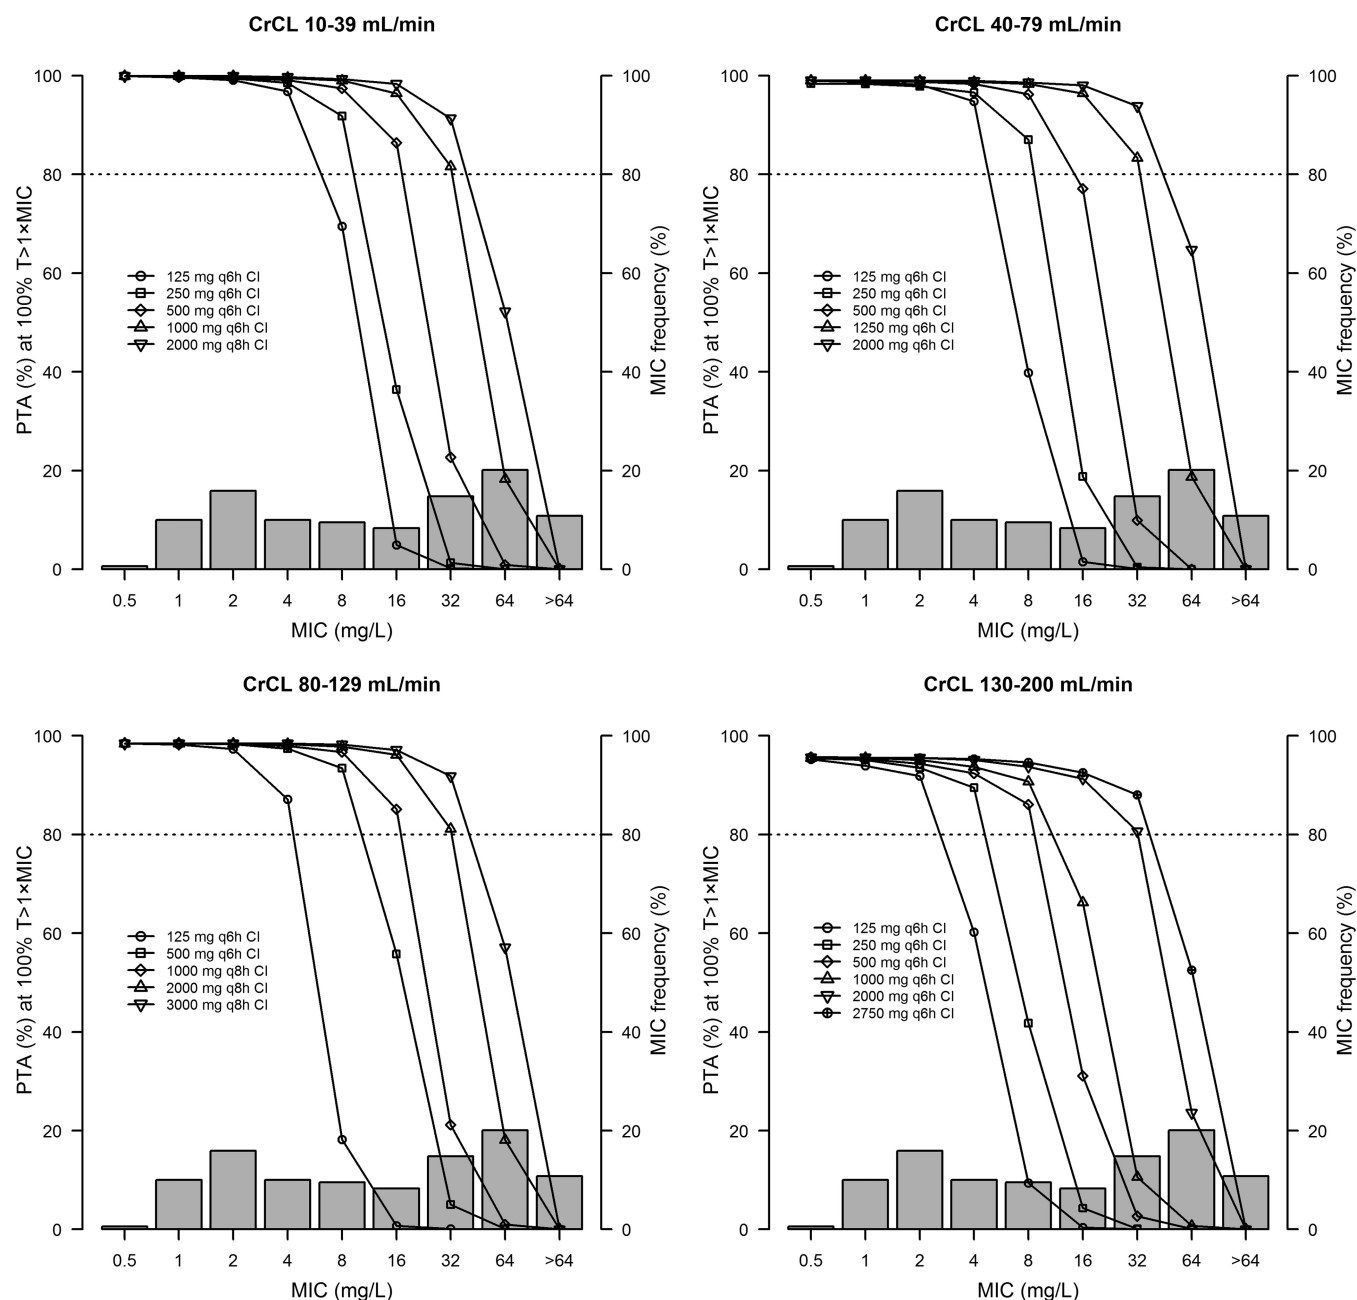 CrCL 10-39 mL/min
100
80
60
40
20
0
PTA (%) at 100% T>1×MIC
125 mg q6h CI
250 mg q6h CI
500 mg q6h CI
1000 mg q6h CI
2000 mg q8h CI
100
80
60
40
20
0
MIC frequency (%)
0.5 1 2 4 8 16 32 64 >64
MIC (mg/L)
CrCL 40-79 mL/min
100
80
60
40
20
0
PTA (%) at 100% T>1×MIC
125 mg q6h CI
250 mg q6h CI
500 mg q6h CI
1250 mg q6h CI
2000 mg q6h CI
100
80
60
40
20
0
MIC frequency (%)
0.5 1 2 4 8 16 32 64 >64
MIC (mg/L)
CrCL 80-129 mL/min
100
80
60
40
20
0
PTA (%) at 100% T>1×MIC
125 mg q6h CI
500 mg q6h CI
1000 mg q8h CI
2000 mg q8h CI
3000 mg q8h CI
100
80
60
40
20
0
MIC frequency (%)
0.5 1 2 4 8 16 32 64 >64
MIC (mg/L)
CrCL 130-200 mL/min
100
80
60
40
20
0
PTA (%) at 100% T>1×MIC
125 mg q6h CI
250 mg q6h CI
500 mg q6h CI
1000 mg q6h CI
2000 mg q6h CI
2750 mg q6h CI
100
80
60
40
20
0
MIC frequency (%)
0.5 1 2 4 8 16 32 64 >64
MIC (mg/L)